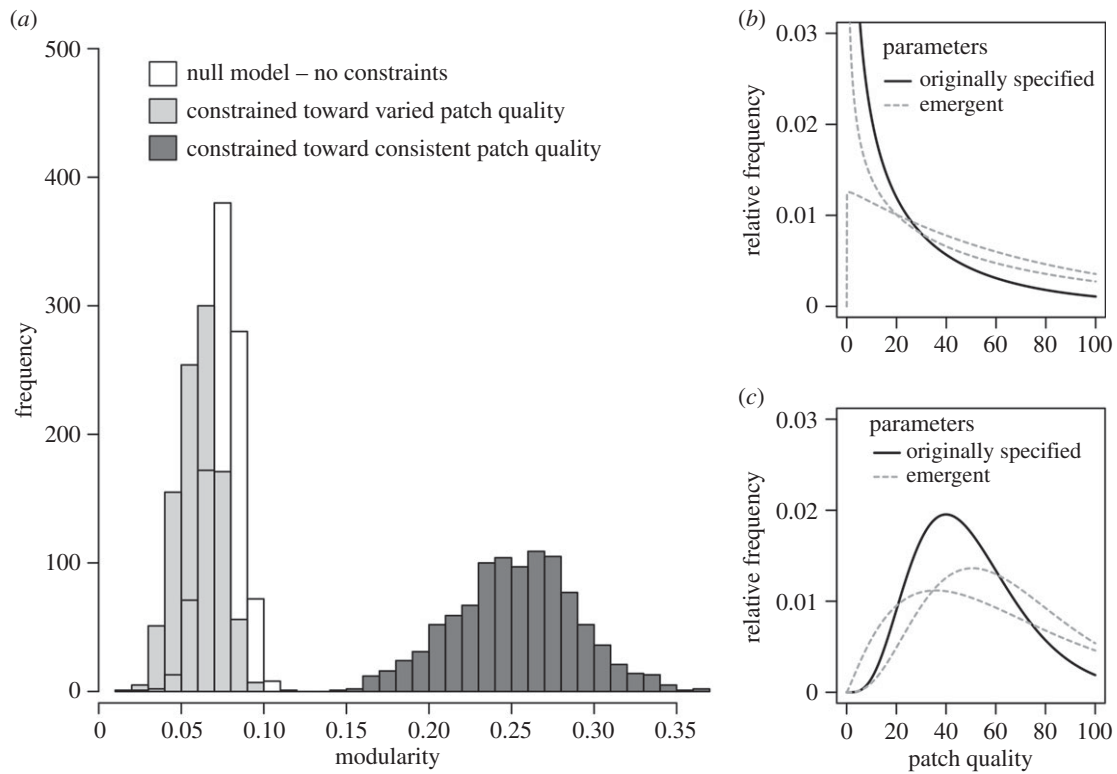 (a)
500
400
300
200
100
0
frequency
null model – no constraints
constrained toward varied patch quality
constrained toward consistent patch quality
0 0.05 0.10 0.15 0.20 0.25 0.30 0.35
modularity
(b)
0.03
0.02
0.01
0
relative frequency
parameters
originally specified
emergent
0 20 40 60 80 100
(c)
0.03
0.02
0.01
0
relative frequency
parameters
originally specified
emergent
0 20 40 60 80 100
patch quality